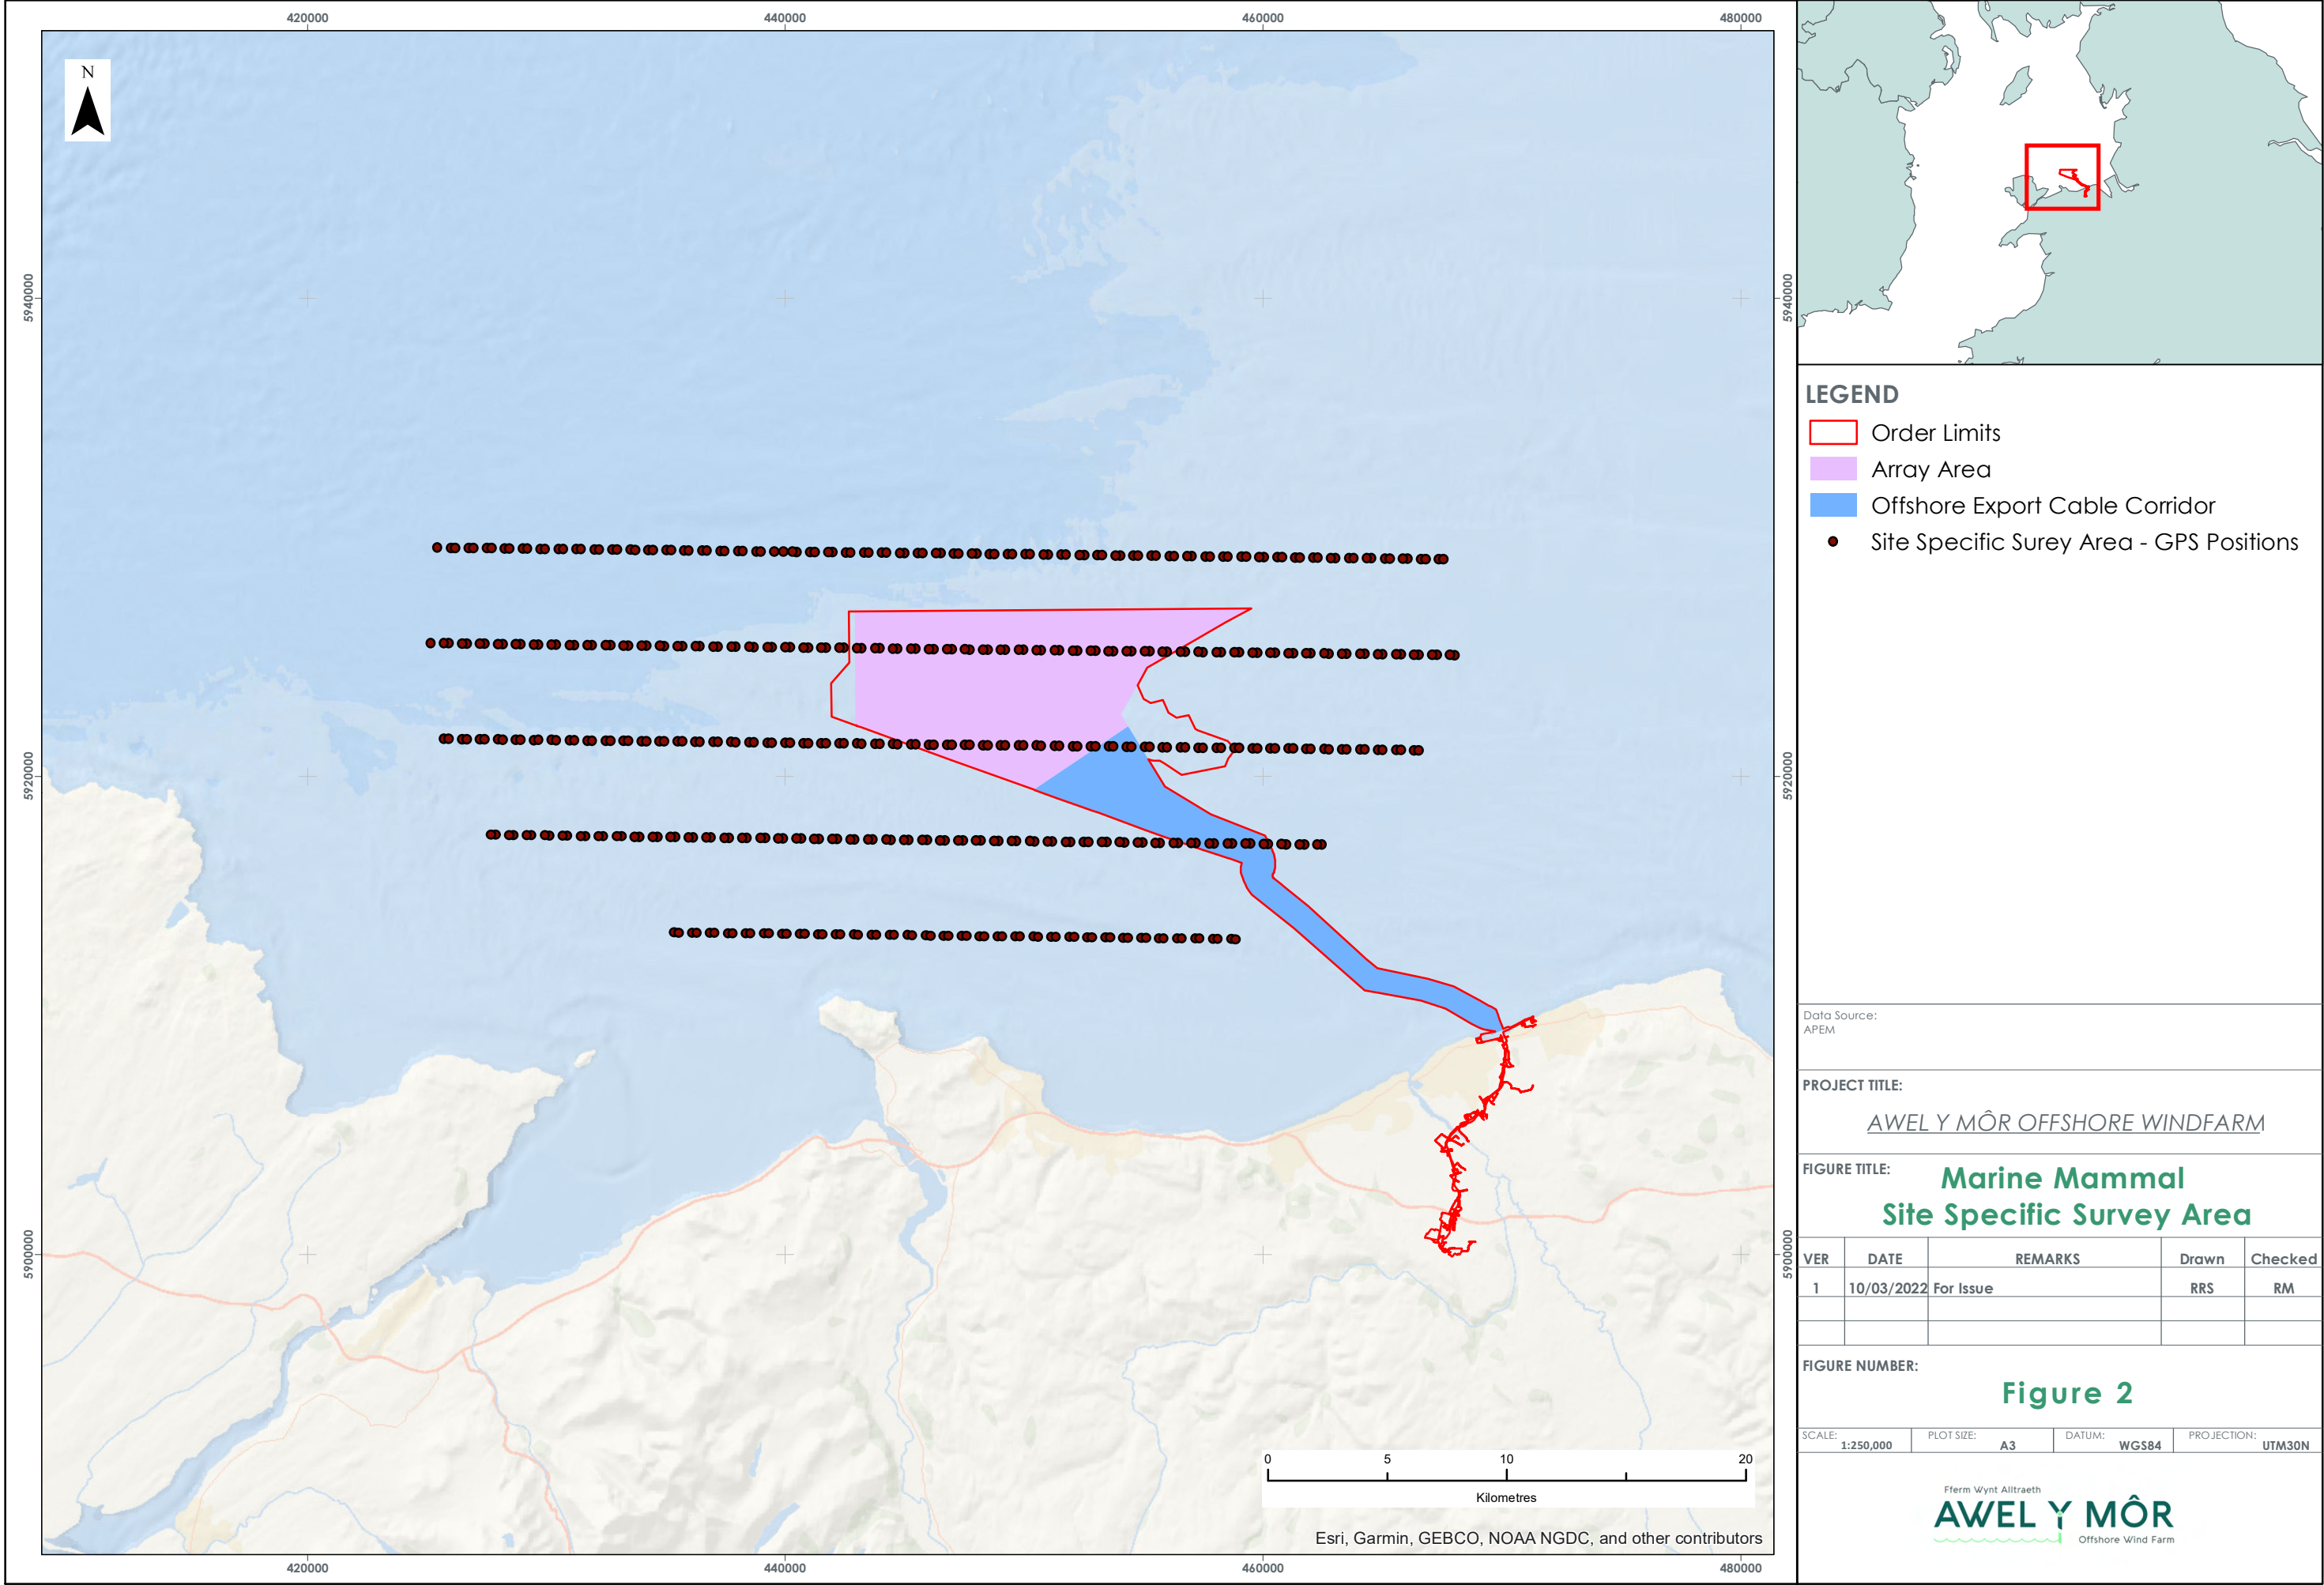 420000
440000
460000
480000
N
5940000
5940000
5920000
5920000
5900000
5900000
0
5
10
20
Kilometres
Esri, Garmin, GEBCO, NOAA NGDC, and other contributors
420000
440000
460000
480000
LEGEND
Order Limits
Array Area
Offshore Export Cable Corridor
Site Specific Surey Area - GPS Positions
Data Source:
APEM
PROJECT TITLE:
AWEL Y MÔR OFFSHORE WINDFARM
FIGURE TITLE:
Marine Mammal
Site Specific Survey Area
VER DATE REMARKS Drawn Checked
1 10/03/2022 For Issue RRS RM
FIGURE NUMBER:
Figure 2
SCALE: 1:250,000 PLOT SIZE: A3 DATUM: WGS84 PROJECTION: UTM30N
Fferm Wynt Alltraeth
AWEL Y MÔR
Offshore Wind Farm